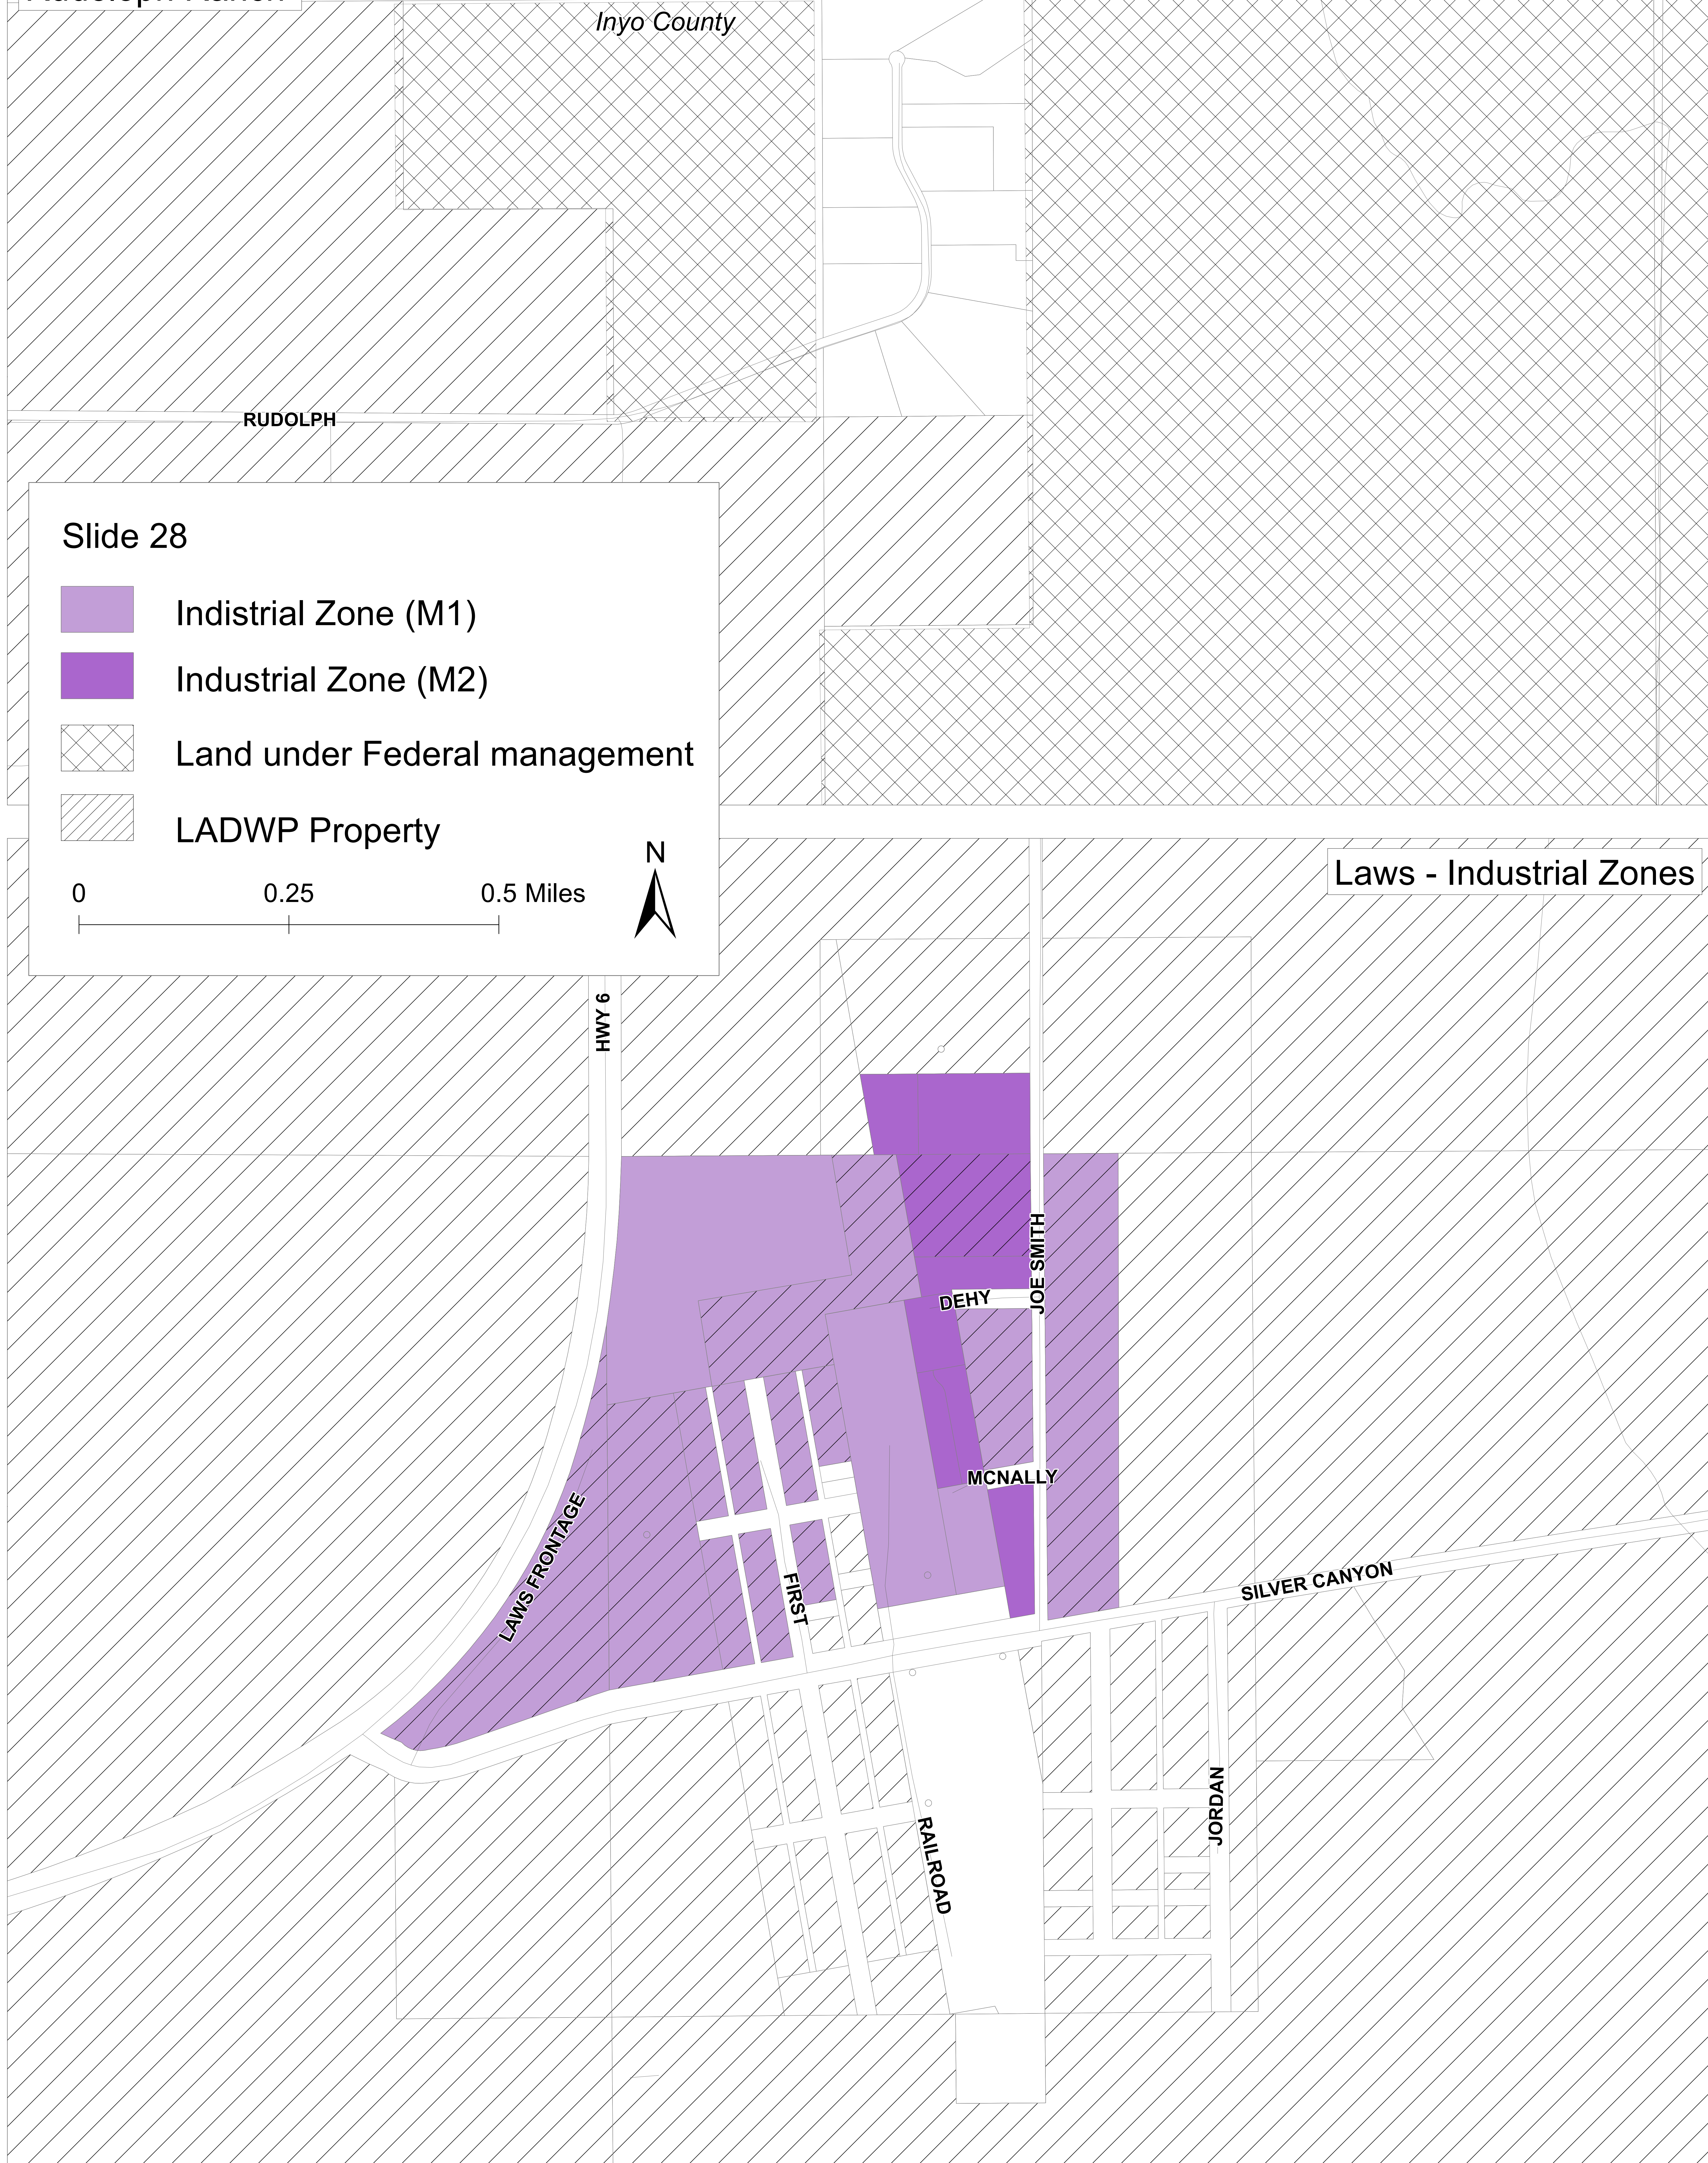 Rudolph Ranch
Inyo County
RUDOLPH
Slide 28
Indistrial Zone (M1)
Industrial Zone (M2)
Land under Federal management
LADWP Property
N
0 0.25 0.5 Miles
Laws - Industrial Zones
HWY 6
JOE SMITH
DEHY
MCNALLY
LAWS FRONTAGE
FIRST
SILVER CANYON
JORDAN
RAILROAD